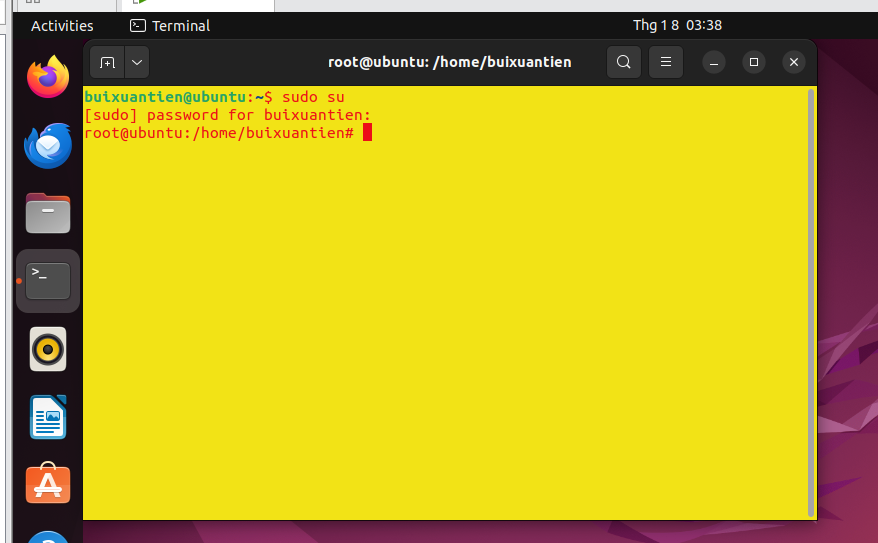 Activities
Terminal
Thg 1 8 03:38
root@ubuntu: /home/buixuantien
buixuantien@ubuntu:~$ sudo su
[sudo] password for buixuantien:
root@ubuntu:/home/buixuantien#